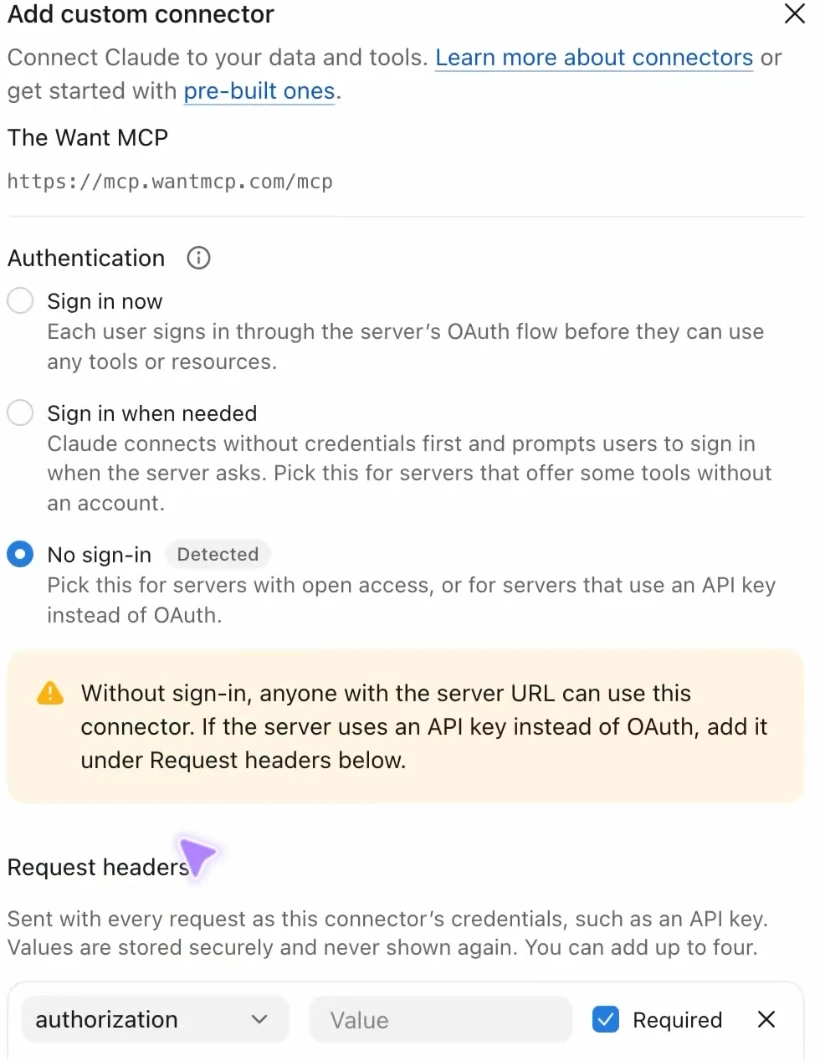 Add custom connector
Connect Claude to your data and tools. Learn more about connectors or
get started with pre-built ones.
The Want MCP
https://mcp.wantmcp.com/mcp
Authentication
Sign in now
Each user signs in through the server's OAuth flow before they can use
any tools or resources.
Sign in when needed
Claude connects without credentials first and prompts users to sign in
when the server asks. Pick this for servers that offer some tools without
an account.
No sign-in Detected
Pick this for servers with open access, or for servers that use an API key
instead of OAuth.
Without sign-in, anyone with the server URL can use this
connector. If the server uses an API key instead of OAuth, add it
under Request headers below.
Request headers
Sent with every request as this connector's credentials, such as an API key.
Values are stored securely and never shown again. You can add up to four.
authorization Value Required